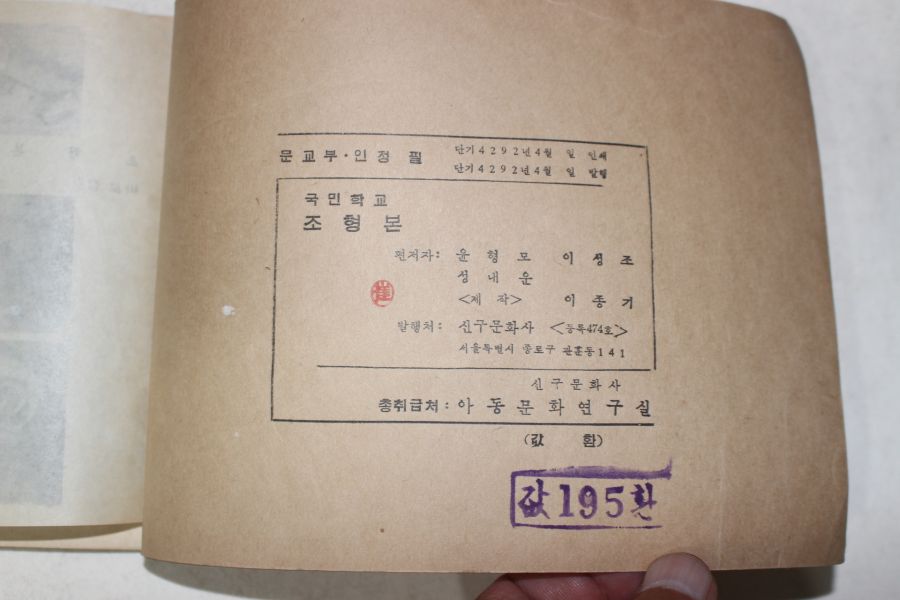 문교부·인정필
단기4292년4월 일 인쇄
단기4292년4월 일 발행
국민학교
조형본
편저자: 윤형모 이성조
성내운
<제작> 이종기
발행처: 신구문화사 <등록474호>
서울특별시 종로구 관훈동141
신구문화사
총취급처: 아동문화연구실
(값 환)
값195환